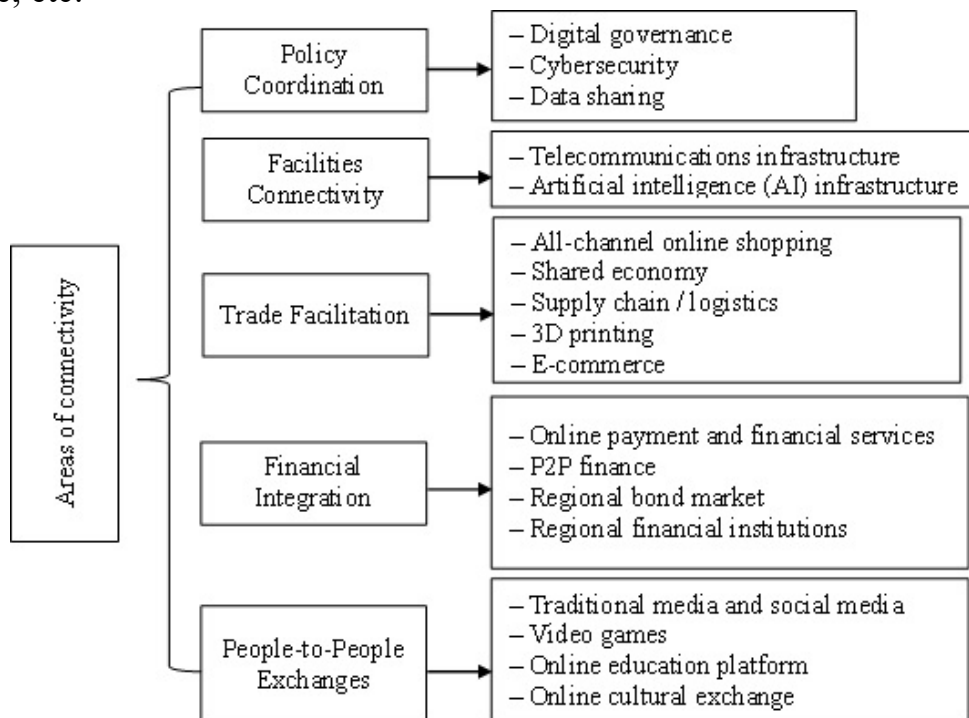 Policy
Coordination
– Digital governance
– Cybersecurity
– Data sharing
Facilities
Connectivity
– Telecommunications infrastructure
– Artificial intelligence (AI) infrastructure
Areas of connectivity
Trade Facilitation
– All-channel online shopping
– Shared economy
– Supply chain / logistics
– 3D printing
– E-commerce
Financial
Integration
– Online payment and financial services
– P2P finance
– Regional bond market
– Regional financial institutions
People-to-People
Exchanges
– Traditional media and social media
– Video games
– Online education platform
– Online cultural exchange